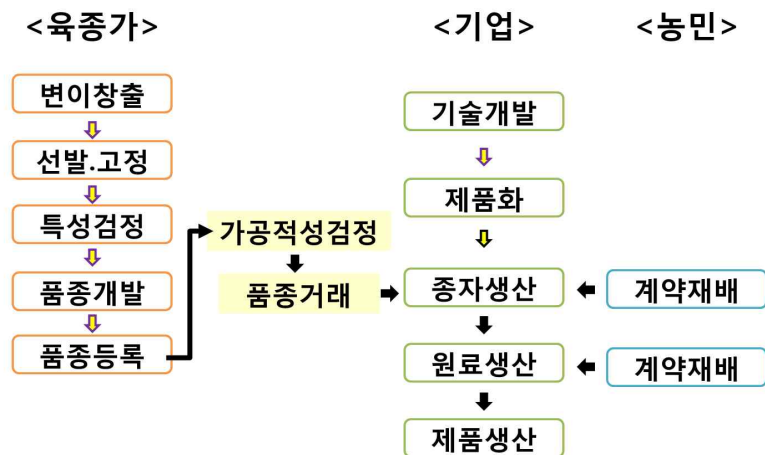 <육종가>
변이창출
선발.고정
특성검정
품종개발
품종등록
가공적성검정
품종거래
<기업>
기술개발
제품화
종자생산
원료생산
제품생산
<농민>
계약재배
계약재배